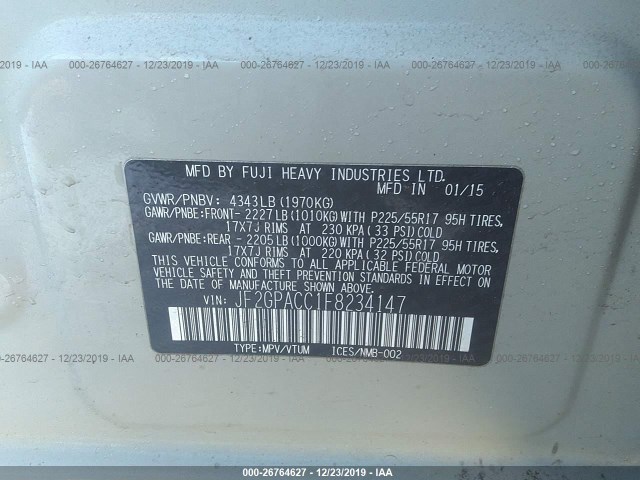 000-26764627 - 12/23/2019 - IAA
MFD BY FUJI HEAVY INDUSTRIES LTD.
MFD IN 01/15
GVWR/PNBV: 4343LB (1970KG)
GAWR/PNBE:FRONT- 2227LB(1010KG)WITH P225/55R17 95H TIRES,
17X7J RIMS AT 230 KPA (33 PSI)COLD
GAWR/PNBE:REAR - 2205LB(1000KG)WITH P225/55R17 95H TIRES,
17X7J RIMS AT 220 KPA (32 PSI)COLD
THIS VEHICLE CONFORMS TO ALL APPLICABLE FEDERAL MOTOR
VEHICLE SAFETY AND THEFT PREVENTION STANDARDS IN EFFECT
ON THE DATE OF MANUFACTURE SHOWN ABOVE.
VIN: JF2GPACC1F8234147
TYPE:MPV/VTUM ICES/NMB-002
000-26764627 - 12/23/2019 - IAA